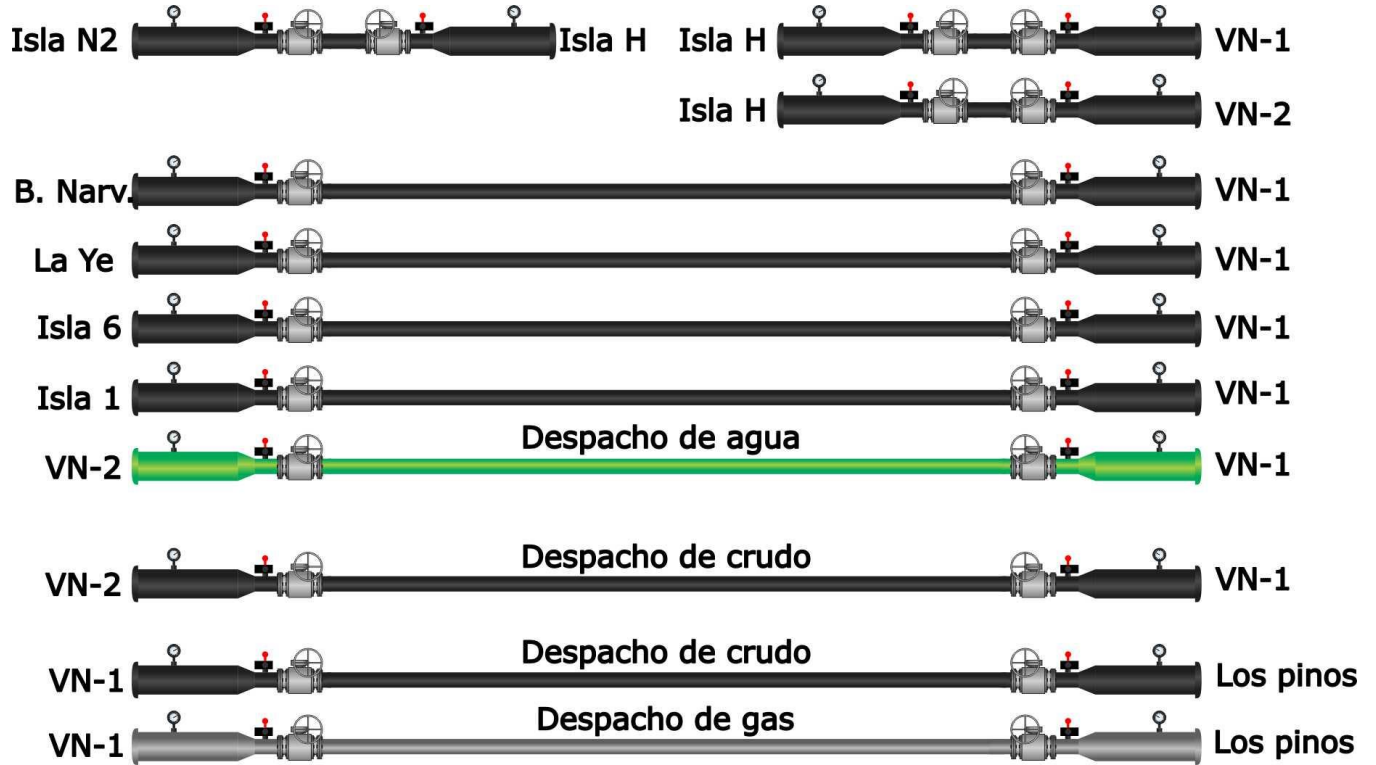 Isla N2 Isla H Isla H VN-1
Isla H VN-2
B. Narv. VN-1
La Ye VN-1
Isla 6 VN-1
Isla 1 VN-1
Despacho de agua
VN-2 VN-1
Despacho de crudo
VN-2 VN-1
Despacho de crudo
VN-1 Los pinos
Despacho de gas
VN-1 Los pinos